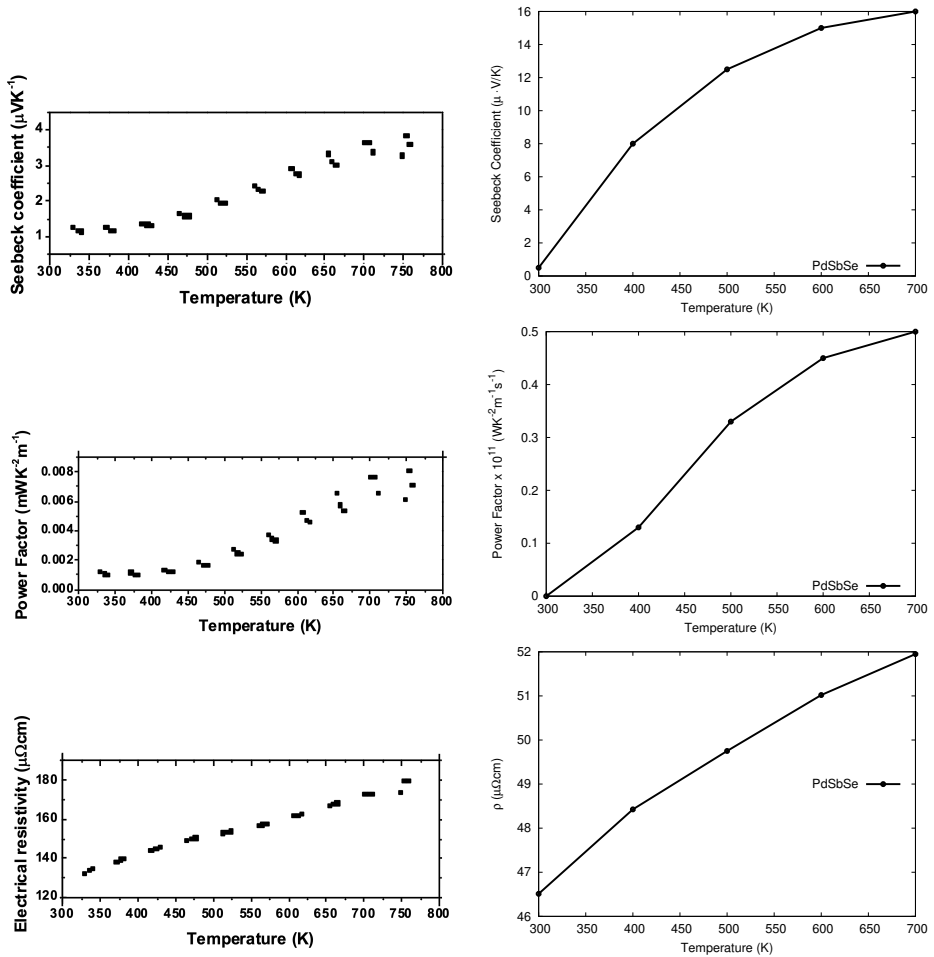 Seebeck coefficient (μVK⁻¹)
4
3
2
1
300 350 400 450 500 550 600 650 700 750 800
Temperature (K)
Seebeck Coefficient (μ · V/K)
16
14
12
10
8
6
4
2
0
PdSbSe
300 350 400 450 500 550 600 650 700
Temperature (K)
Power Factor (mWK⁻²m⁻¹)
0.008
0.006
0.004
0.002
0.000
300 350 400 450 500 550 600 650 700 750 800
Temperature (K)
Power Factor x 10¹¹ (WK⁻²m⁻¹s⁻¹)
0.5
0.4
0.3
0.2
0.1
0
PdSbSe
300 350 400 450 500 550 600 650 700
Temperature (K)
Electrical resistivity (μΩcm)
180
160
140
120
300 350 400 450 500 550 600 650 700 750 800
Temperature (K)
ρ (μΩcm)
52
51
50
49
48
47
46
PdSbSe
300 350 400 450 500 550 600 650 700
Temperature (K)